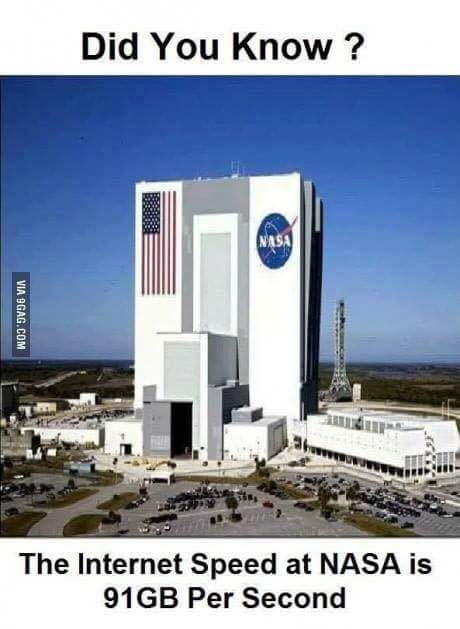 Did You Know ?
NASA
VIA 9GAG.COM
The Internet Speed at NASA is
91GB Per Second